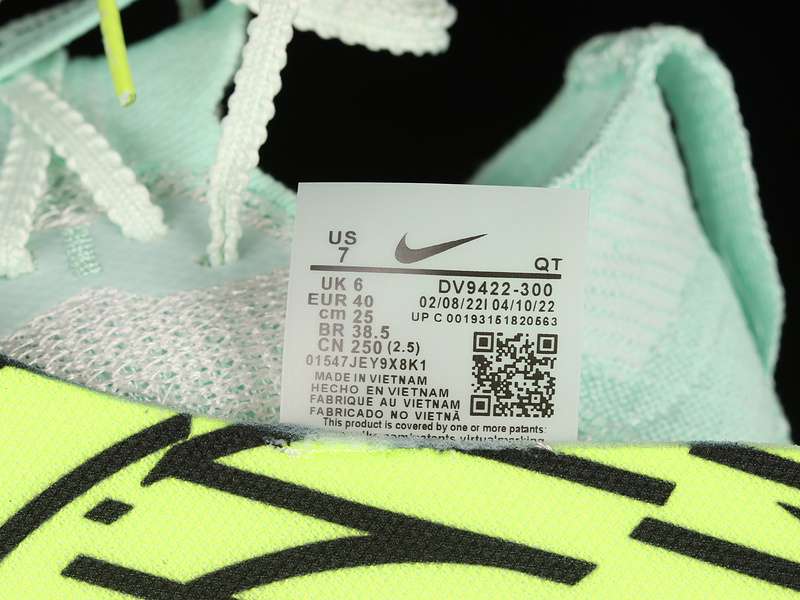 US
7
QT
UK 6
EUR 40
cm 25
BR 38.5
CN 250 (2.5)
01547JEY9X8K1
DV9422-300
02/08/22I 04/10/22
UP C 00193151820563
MADE IN VIETNAM
HECHO EN VIETNAM
FABRIQUE AU VIETNAM
FABRICADO NO VIETNÃ
This product is covered by one or more patents: